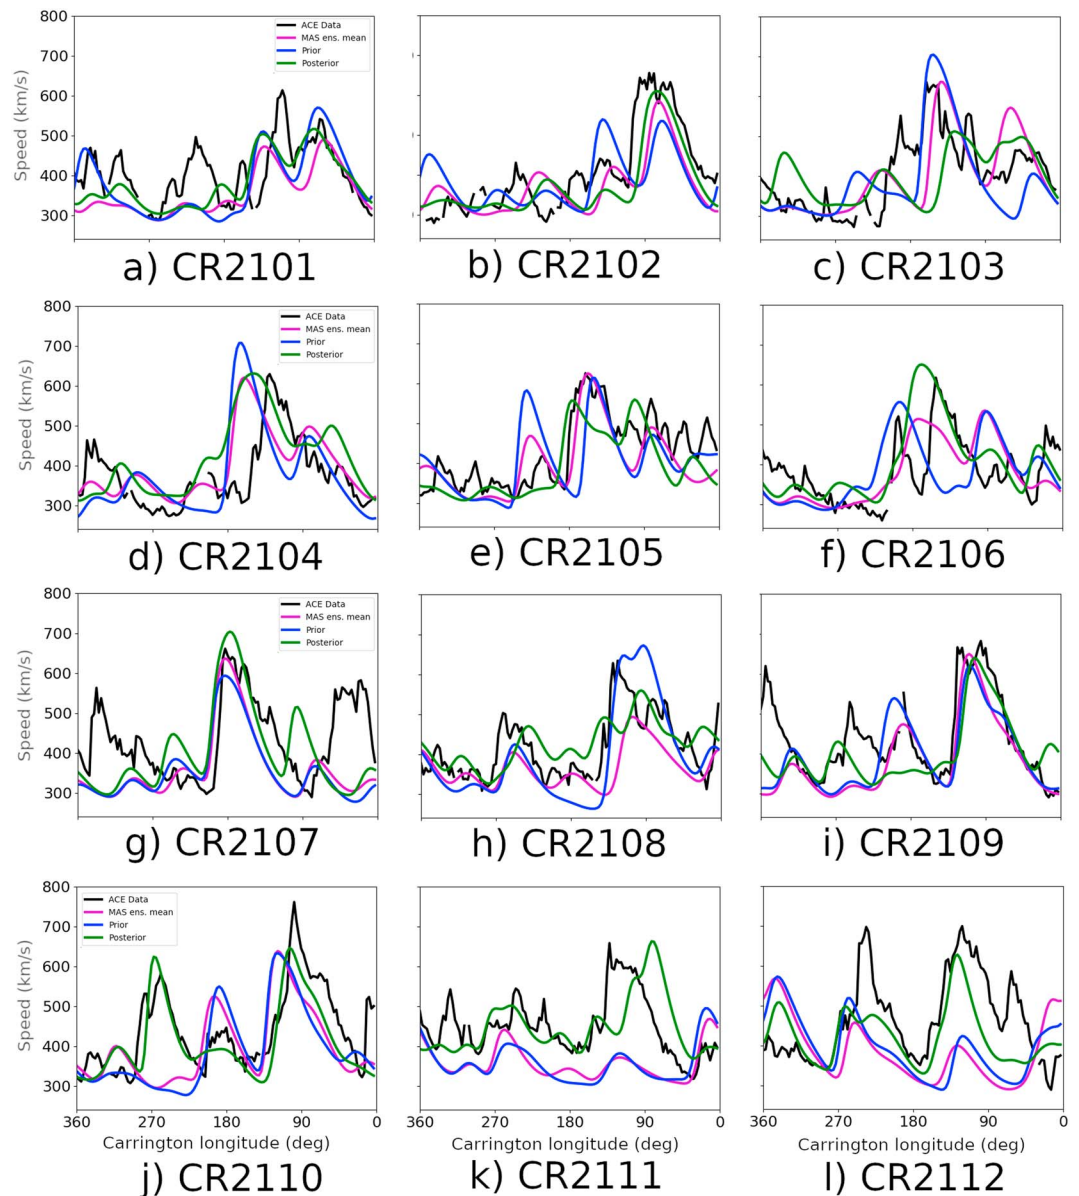 800
700
600
500
400
300
Speed (km/s)
ACE Data
MAS ens. mean
Prior
Posterior
a) CR2101
b) CR2102
c) CR2103
800
700
600
500
400
300
Speed (km/s)
ACE Data
MAS ens. mean
Prior
Posterior
d) CR2104
e) CR2105
f) CR2106
800
700
600
500
400
300
Speed (km/s)
ACE Data
MAS ens. mean
Prior
Posterior
g) CR2107
h) CR2108
i) CR2109
800
700
600
500
400
300
Speed (km/s)
ACE Data
MAS ens. mean
Prior
Posterior
360 270 180 90 0
Carrington longitude (deg)
j) CR2110
360 270 180 90 0
Carrington longitude (deg)
k) CR2111
360 270 180 90 0
Carrington longitude (deg)
l) CR2112